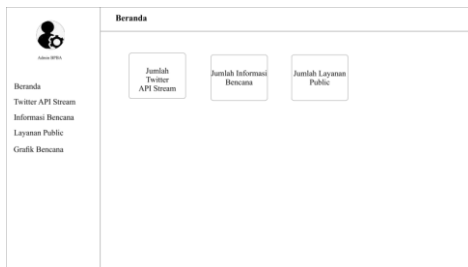 Beranda
Admin BPBA
Beranda
Twitter API Stream
Informasi Bencana
Layanan Public
Grafik Bencana
Jumlah
Twitter
API Stream
Jumlah Informasi
Bencana
Jumlah Layanan
Public